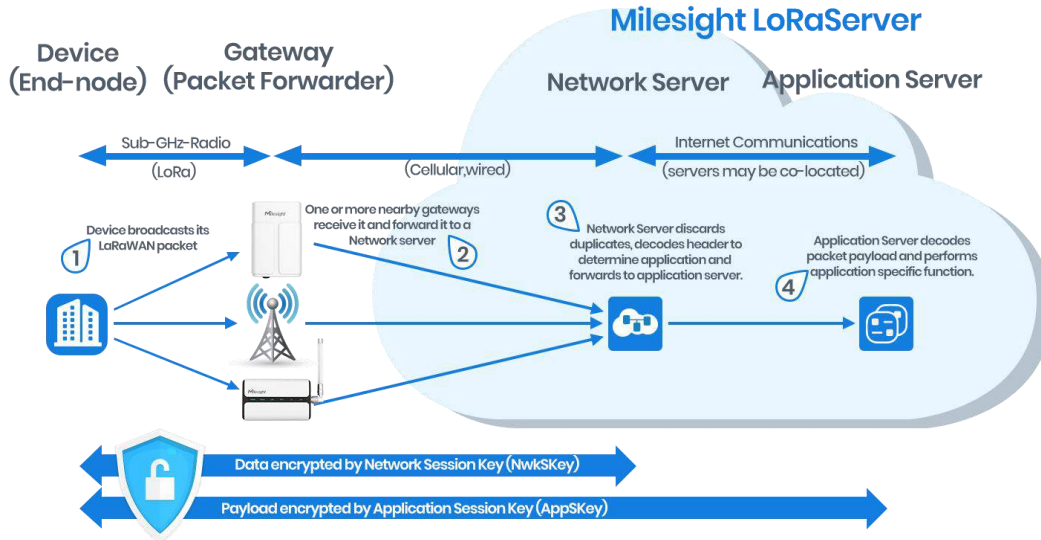 Milesight LoRaServer
Device
(End-node)
Gateway
(Packet Forwarder)
Network Server
Application Server
Sub-GHz-Radio
(LoRa)
(Cellular,wired)
Internet Communications
(servers may be co-located)
1
Device broadcasts its
LaRaWAN packet
Milesight
One or more nearby gateways
receive it and forward it to a
Network server
2
3
Network Server discards
duplicates, decodes header to
determine application and
forwards to application server.
Application Server decodes
packet payload and performs
application specific function.
4
Milesight
Data encrypted by Network Session Key (NwkSKey)
Payload encrypted by Application Session Key (AppSKey)